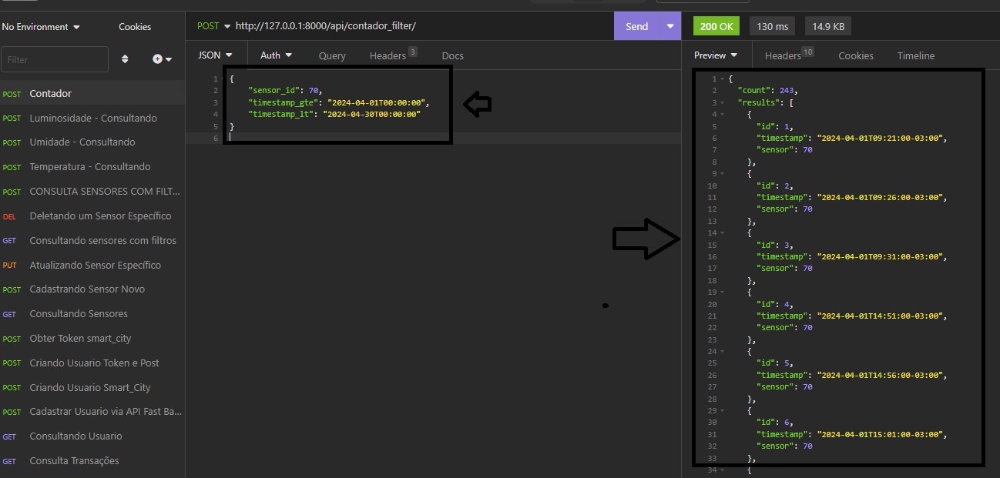 No Environment
Cookies
Filter
POST Contador
POST Luminosidade - Consultando
POST Umidade - Consultando
POST Temperatura - Consultando
POST CONSULTA SENSORES COM FILT...
DEL Deletando um Sensor Específico
GET Consultando sensores com filtros
PUT Atualizando Sensor Específico
POST Cadastrando Sensor Novo
GET Consultando Sensores
POST Obter Token smart_city
POST Criando Usuario Token e Post
POST Criando Usuario Smart_City
POST Cadastrar Usuario via API Fast Ba...
GET Consultando Usuario
GET Consulta Transações
POST http://127.0.0.1:8000/api/contador_filter/ Send
JSON Auth Query Headers 3 Docs
1 {
2 "sensor_id": 70,
3 "timestamp_gte": "2024-04-01T00:00:00",
4 "timestamp_lt": "2024-04-30T00:00:00"
5 }
6
200 OK 130 ms 14.9 KB
Preview Headers 10 Cookies Timeline
1 {
2 "count": 243,
3 "results": [
4 {
5 "id": 1,
6 "timestamp": "2024-04-01T09:21:00-03:00",
7 "sensor": 70
8 },
9 {
10 "id": 2,
11 "timestamp": "2024-04-01T09:26:00-03:00",
12 "sensor": 70
13 },
14 {
15 "id": 3,
16 "timestamp": "2024-04-01T09:31:00-03:00",
17 "sensor": 70
18 },
19 {
20 "id": 4,
21 "timestamp": "2024-04-01T14:51:00-03:00",
22 "sensor": 70
23 },
24 {
25 "id": 5,
26 "timestamp": "2024-04-01T14:56:00-03:00",
27 "sensor": 70
28 },
29 {
30 "id": 6,
31 "timestamp": "2024-04-01T15:01:00-03:00",
32 "sensor": 70
33 },
34 {